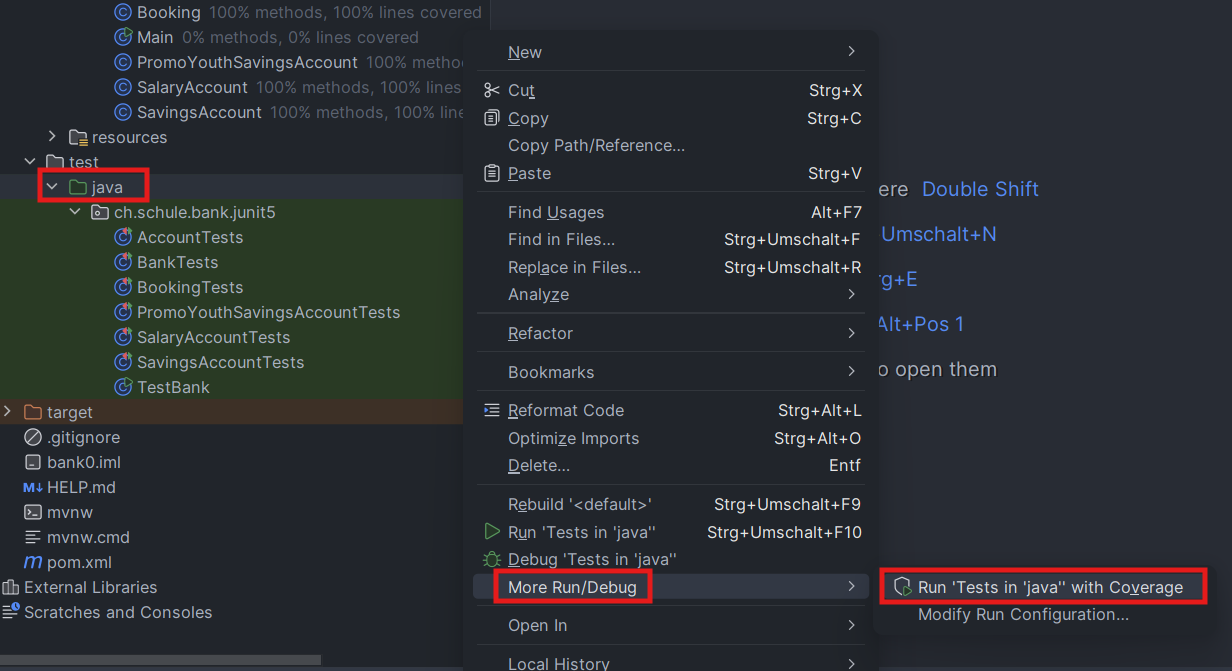 Booking 100% methods, 100% lines covered
Main 0% methods, 0% lines covered
PromoYouthSavingsAccount 100%
SalaryAccount 100% methods, 100% lines
SavingsAccount 100% methods, 100%
resources
test
java
ch.schule.bank.junit5
AccountTests
BankTests
BookingTests
PromoYouthSavingsAccountTests
SalaryAccountTests
SavingsAccountTests
TestBank
target
.gitignore
bank0.iml
M↓ HELP.md
mvnw
mvnw.cmd
m pom.xml
External Libraries
Scratches and Consoles
New
Cut Strg+X
Copy Strg+C
Copy Path/Reference...
Paste Strg+V
Find Usages Alt+F7
Find in Files... Strg+Umschalt+F
Replace in Files... Strg+Umschalt+R
Analyze
Refactor
Bookmarks
Reformat Code Strg+Alt+L
Optimize Imports Strg+Alt+O
Delete... Entf
Rebuild '<default>' Strg+Umschalt+F9
Run 'Tests in 'java'' Strg+Umschalt+F10
Debug 'Tests in 'java''
More Run/Debug
Open In
Local History
Run 'Tests in 'java'' with Coverage
Modify Run Configuration...
ere Double Shift
Umschalt+N
rg+E
Alt+Pos 1
o open them